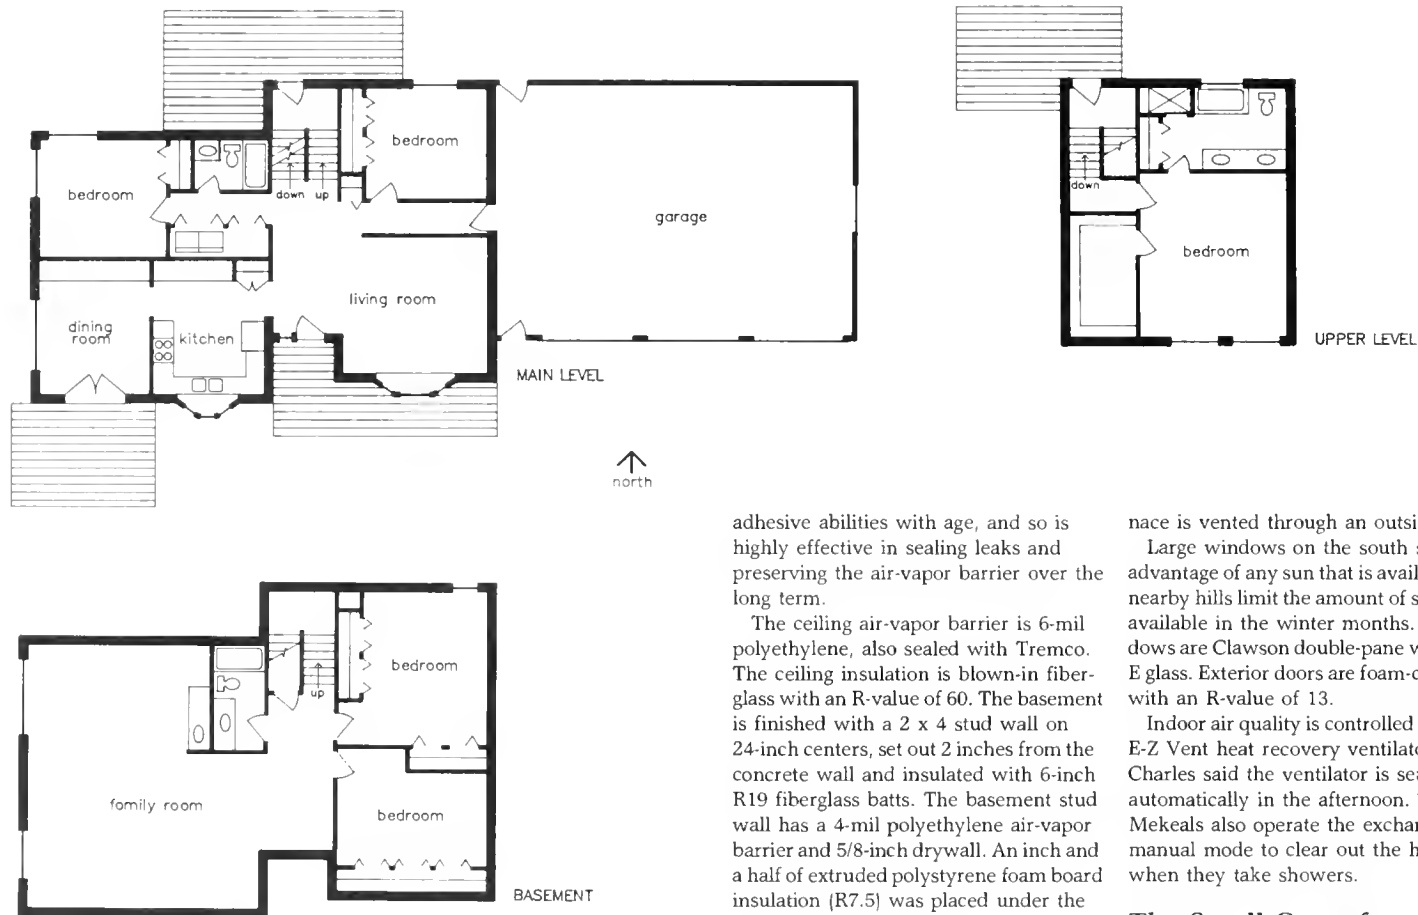 bedroom
bedroom
down up
garage
living room
dining
room
kitchen
MAIN LEVEL
north
down
bedroom
UPPER LEVEL
bedroom
up
family room
bedroom
BASEMENT
adhesive abilities with age, and so is
highly effective in sealing leaks and
preserving the air-vapor barrier over the
long term.
The ceiling air-vapor barrier is 6-mil
polyethylene, also sealed with Tremco.
The ceiling insulation is blown-in fiber-
glass with an R-value of 60. The basement
is finished with a 2 x 4 stud wall on
24-inch centers, set out 2 inches from the
concrete wall and insulated with 6-inch
R19 fiberglass batts. The basement stud
wall has a 4-mil polyethylene air-vapor
barrier and 5/8-inch drywall. An inch and
a half of extruded polystyrene foam board
insulation (R7.5) was placed under the
nace is vented through an outsi
Large windows on the south s
advantage of any sun that is avail
nearby hills limit the amount of s
available in the winter months.
dows are Clawson double-pane w
E glass. Exterior doors are foam-c
with an R-value of 13.
Indoor air quality is controlled
E-Z Vent heat recovery ventilato
Charles said the ventilator is sea
automatically in the afternoon.
Mekeals also operate the exchan
manual mode to clear out the h
when they take showers.